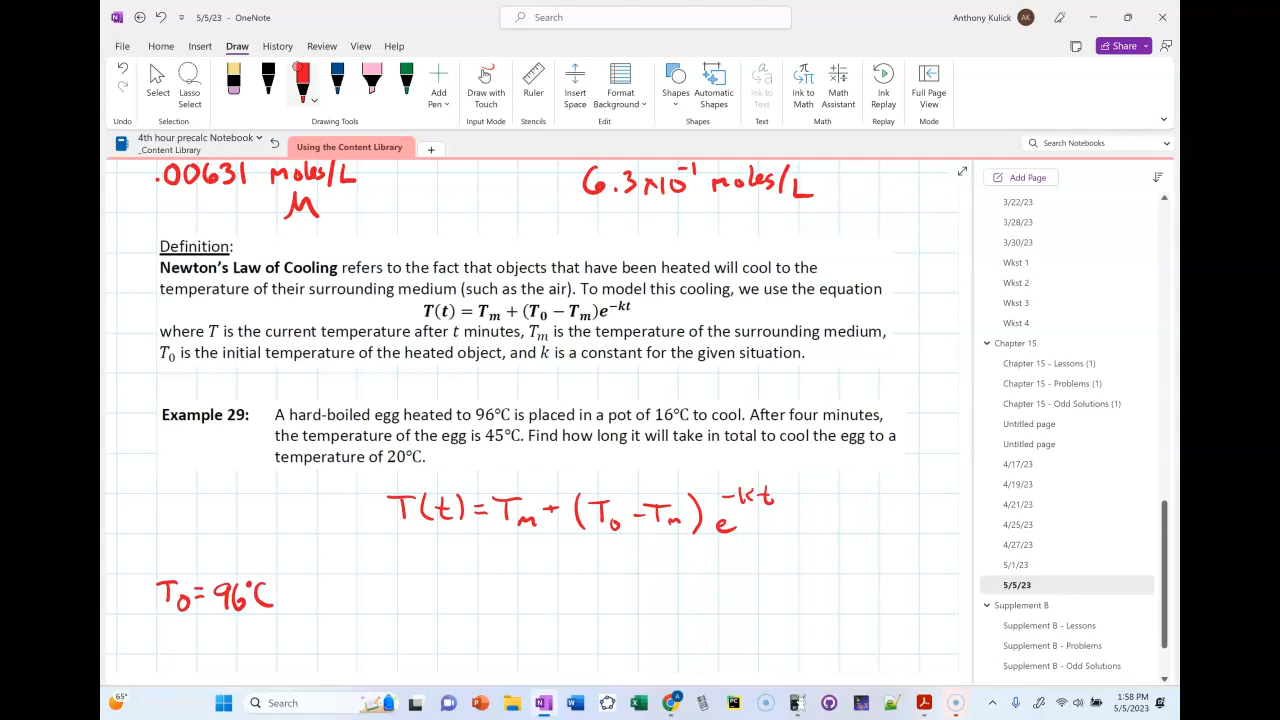 5/5/23 - OneNote
Search
Anthony Kulick AK
File Home Insert Draw History Review View Help
Share
Select
Lasso Select
Add Pen
Draw with Touch
Ruler
Insert Space
Format Background
Shapes
Automatic Shapes
Ink to Text
Ink to Math
Math Assistant
Ink Replay
Full Page View
Undo Selection Drawing Tools Input Mode Stencils Edit Shapes Text Math Replay Mode
4th hour precalc Notebook
_Content Library
Using the Content Library
Search Notebooks
.00631 moles/L
M
6.3×10⁻¹ moles/L
Definition:
Newton's Law of Cooling refers to the fact that objects that have been heated will cool to the
temperature of their surrounding medium (such as the air). To model this cooling, we use the equation
T(t) = Tₘ + (T₀ − Tₘ)e⁻ᵏᵗ
where T is the current temperature after t minutes, Tₘ is the temperature of the surrounding medium,
T₀ is the initial temperature of the heated object, and k is a constant for the given situation.
Example 29: A hard-boiled egg heated to 96°C is placed in a pot of 16°C to cool. After four minutes,
the temperature of the egg is 45°C. Find how long it will take in total to cool the egg to a
temperature of 20°C.
T(t) = Tₘ + (T₀ − Tₘ) e⁻ᵏᵗ
T₀ = 96°C
Add Page
3/22/23
3/28/23
3/30/23
Wkst 1
Wkst 2
Wkst 3
Wkst 4
Chapter 15
Chapter 15 - Lessons (1)
Chapter 15 - Problems (1)
Chapter 15 - Odd Solutions (1)
Untitled page
Untitled page
4/17/23
4/19/23
4/21/23
4/25/23
4/27/23
5/1/23
5/5/23
Supplement B
Supplement B - Lessons
Supplement B - Problems
Supplement B - Odd Solutions
65°
Search
1:58 PM
5/5/2023